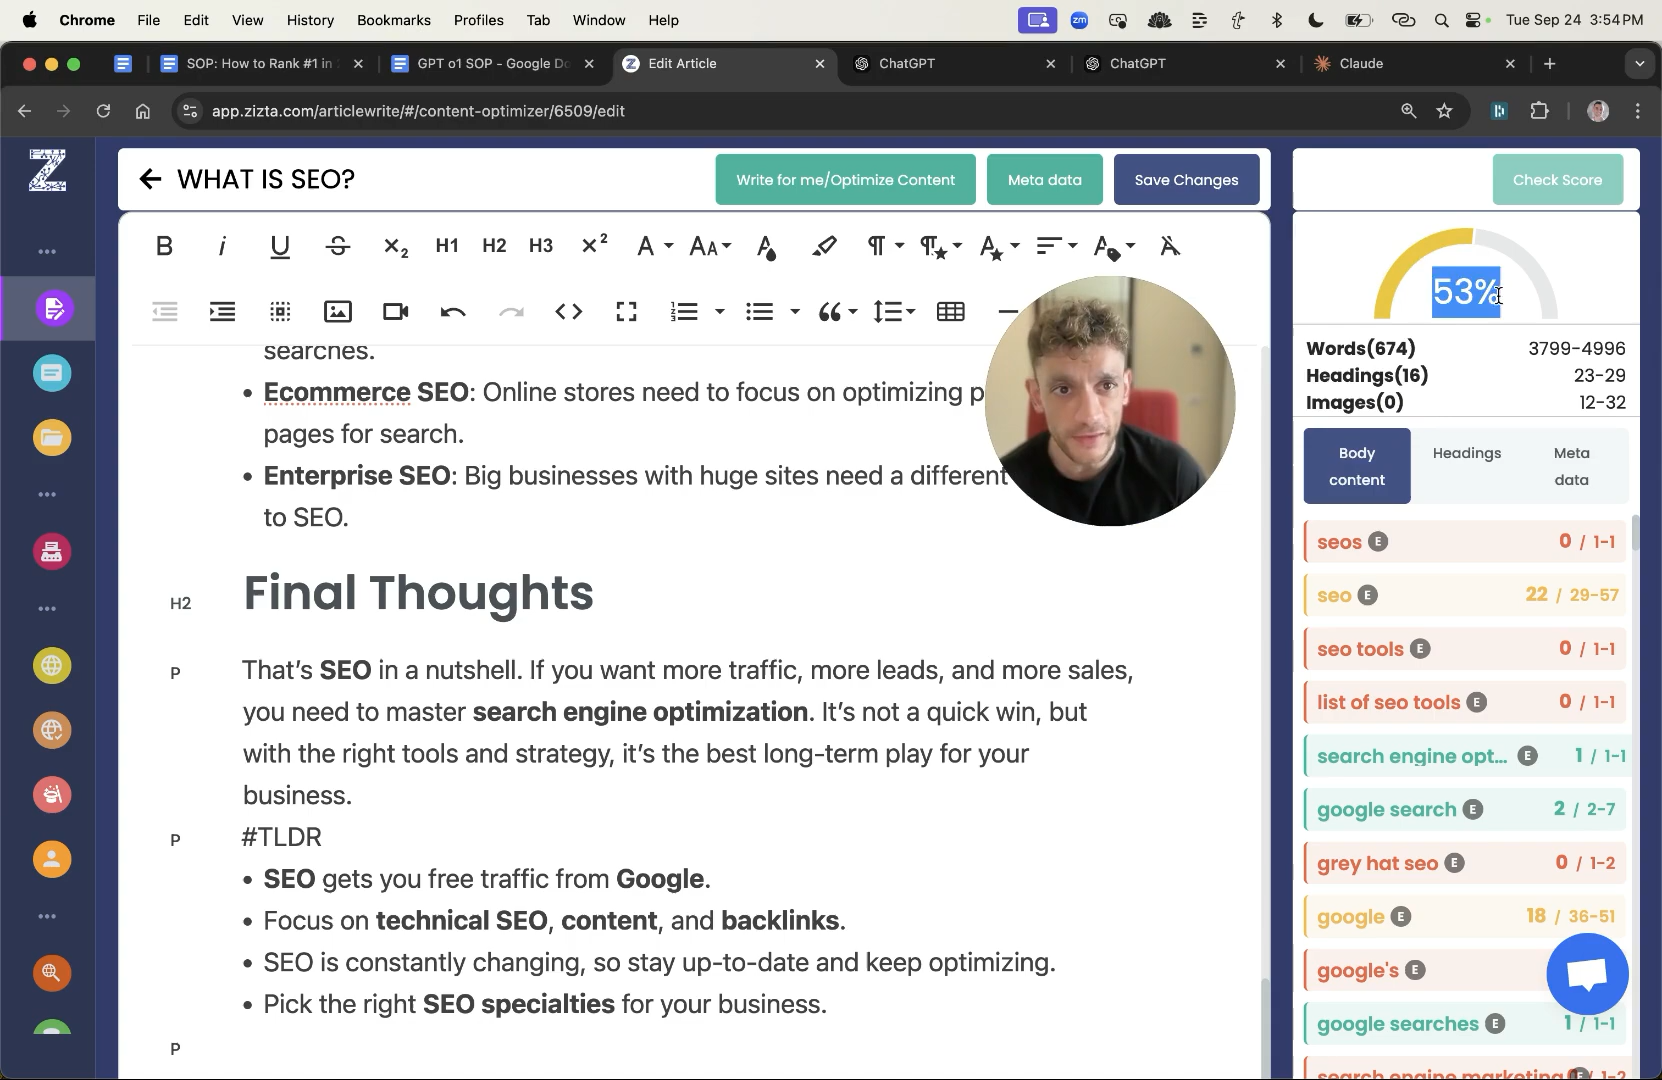 Chrome File Edit View History Bookmarks Profiles Tab Window Help
zm
Tue Sep 24 3:54 PM
SOP: How to Rank #1 in
GPT o1 SOP - Google Do
Edit Article
ChatGPT
ChatGPT
Claude
app.zizta.com/articlewrite/#/content-optimizer/6509/edit
Z
WHAT IS SEO?
Write for me/Optimize Content
Meta data
Save Changes
Check Score
B i U S X₂ H1 H2 H3 X² A AA
53%
Words(674) 3799-4996
Headings(16) 23-29
Images(0) 12-32
Body content
Headings
Meta data
searches.
• Ecommerce SEO: Online stores need to focus on optimizing p
pages for search.
• Enterprise SEO: Big businesses with huge sites need a different
to SEO.
H2 Final Thoughts
P That's SEO in a nutshell. If you want more traffic, more leads, and more sales,
you need to master search engine optimization. It's not a quick win, but
with the right tools and strategy, it's the best long-term play for your
business.
P #TLDR
• SEO gets you free traffic from Google.
• Focus on technical SEO, content, and backlinks.
• SEO is constantly changing, so stay up-to-date and keep optimizing.
• Pick the right SEO specialties for your business.
P
seos E 0 / 1-1
seo E 22 / 29-57
seo tools E 0 / 1-1
list of seo tools E 0 / 1-1
search engine opt... E 1 / 1-1
google search E 2 / 2-7
grey hat seo E 0 / 1-2
google E 18 / 36-51
google's E
google searches E 1 / 1-1
search engine marketing 1-2